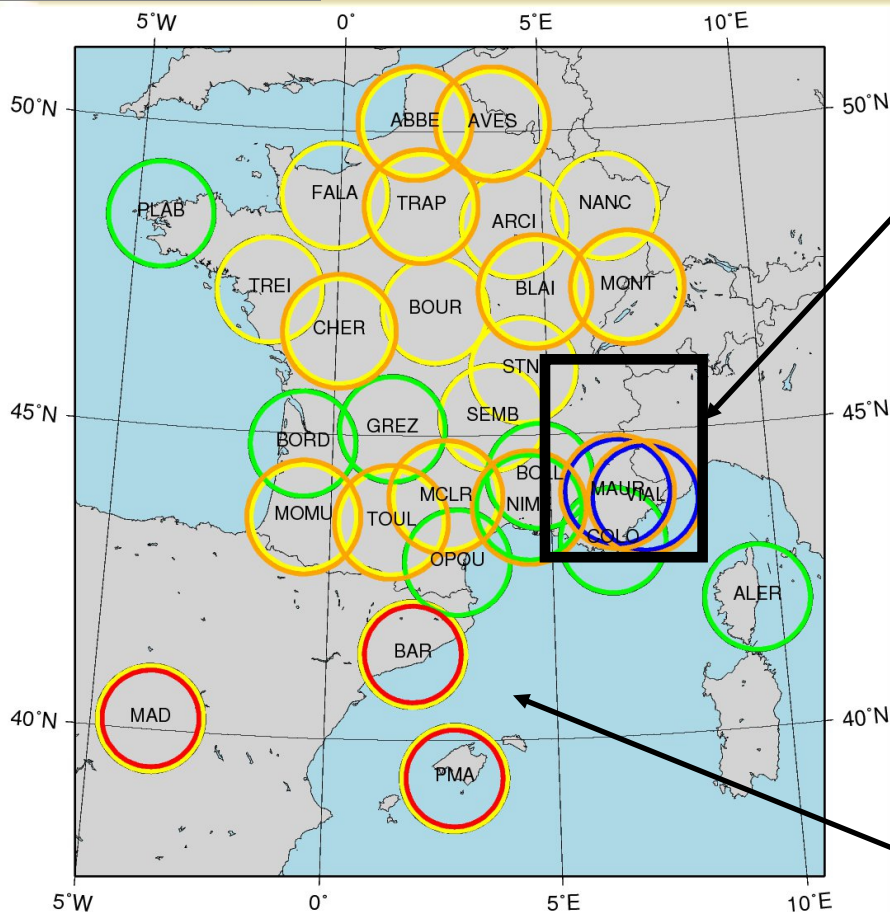 5°W 0° 5°E 10°E
50°N 50°N
ABBE AVES
FALA TRAP NANC
PLAB ARCI
TREI BLAI MONT
BOUR
CHER
STN
45°N SEMB 45°N
BORD GREZ
BOLL
MCLR MAUR VIAL
MOMU TOUL NIM
COLO
OPOU
ALER
BAR
40°N MAD 40°N
PMA
5°W 0° 5°E 10°E